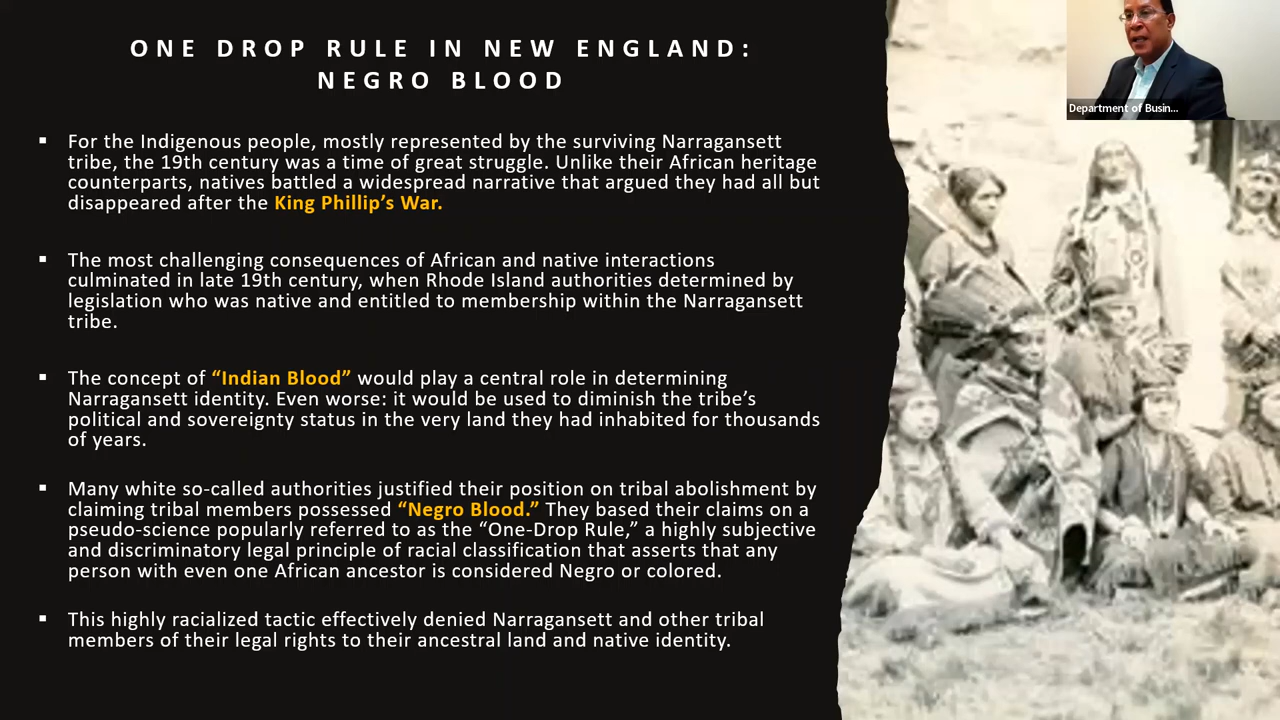 ONE DROP RULE IN NEW ENGLAND:
NEGRO BLOOD
Department of Busin...
▪ For the Indigenous people, mostly represented by the surviving Narragansett
tribe, the 19th century was a time of great struggle. Unlike their African heritage
counterparts, natives battled a widespread narrative that argued they had all but
disappeared after the King Phillip's War.
▪ The most challenging consequences of African and native interactions
culminated in late 19th century, when Rhode Island authorities determined by
legislation who was native and entitled to membership within the Narragansett
tribe.
▪ The concept of “Indian Blood” would play a central role in determining
Narragansett identity. Even worse: it would be used to diminish the tribe’s
political and sovereignty status in the very land they had inhabited for thousands
of years.
▪ Many white so-called authorities justified their position on tribal abolishment by
claiming tribal members possessed “Negro Blood.” They based their claims on a
pseudo-science popularly referred to as the “One-Drop Rule,” a highly subjective
and discriminatory legal principle of racial classification that asserts that any
person with even one African ancestor is considered Negro or colored.
▪ This highly racialized tactic effectively denied Narragansett and other tribal
members of their legal rights to their ancestral land and native identity.